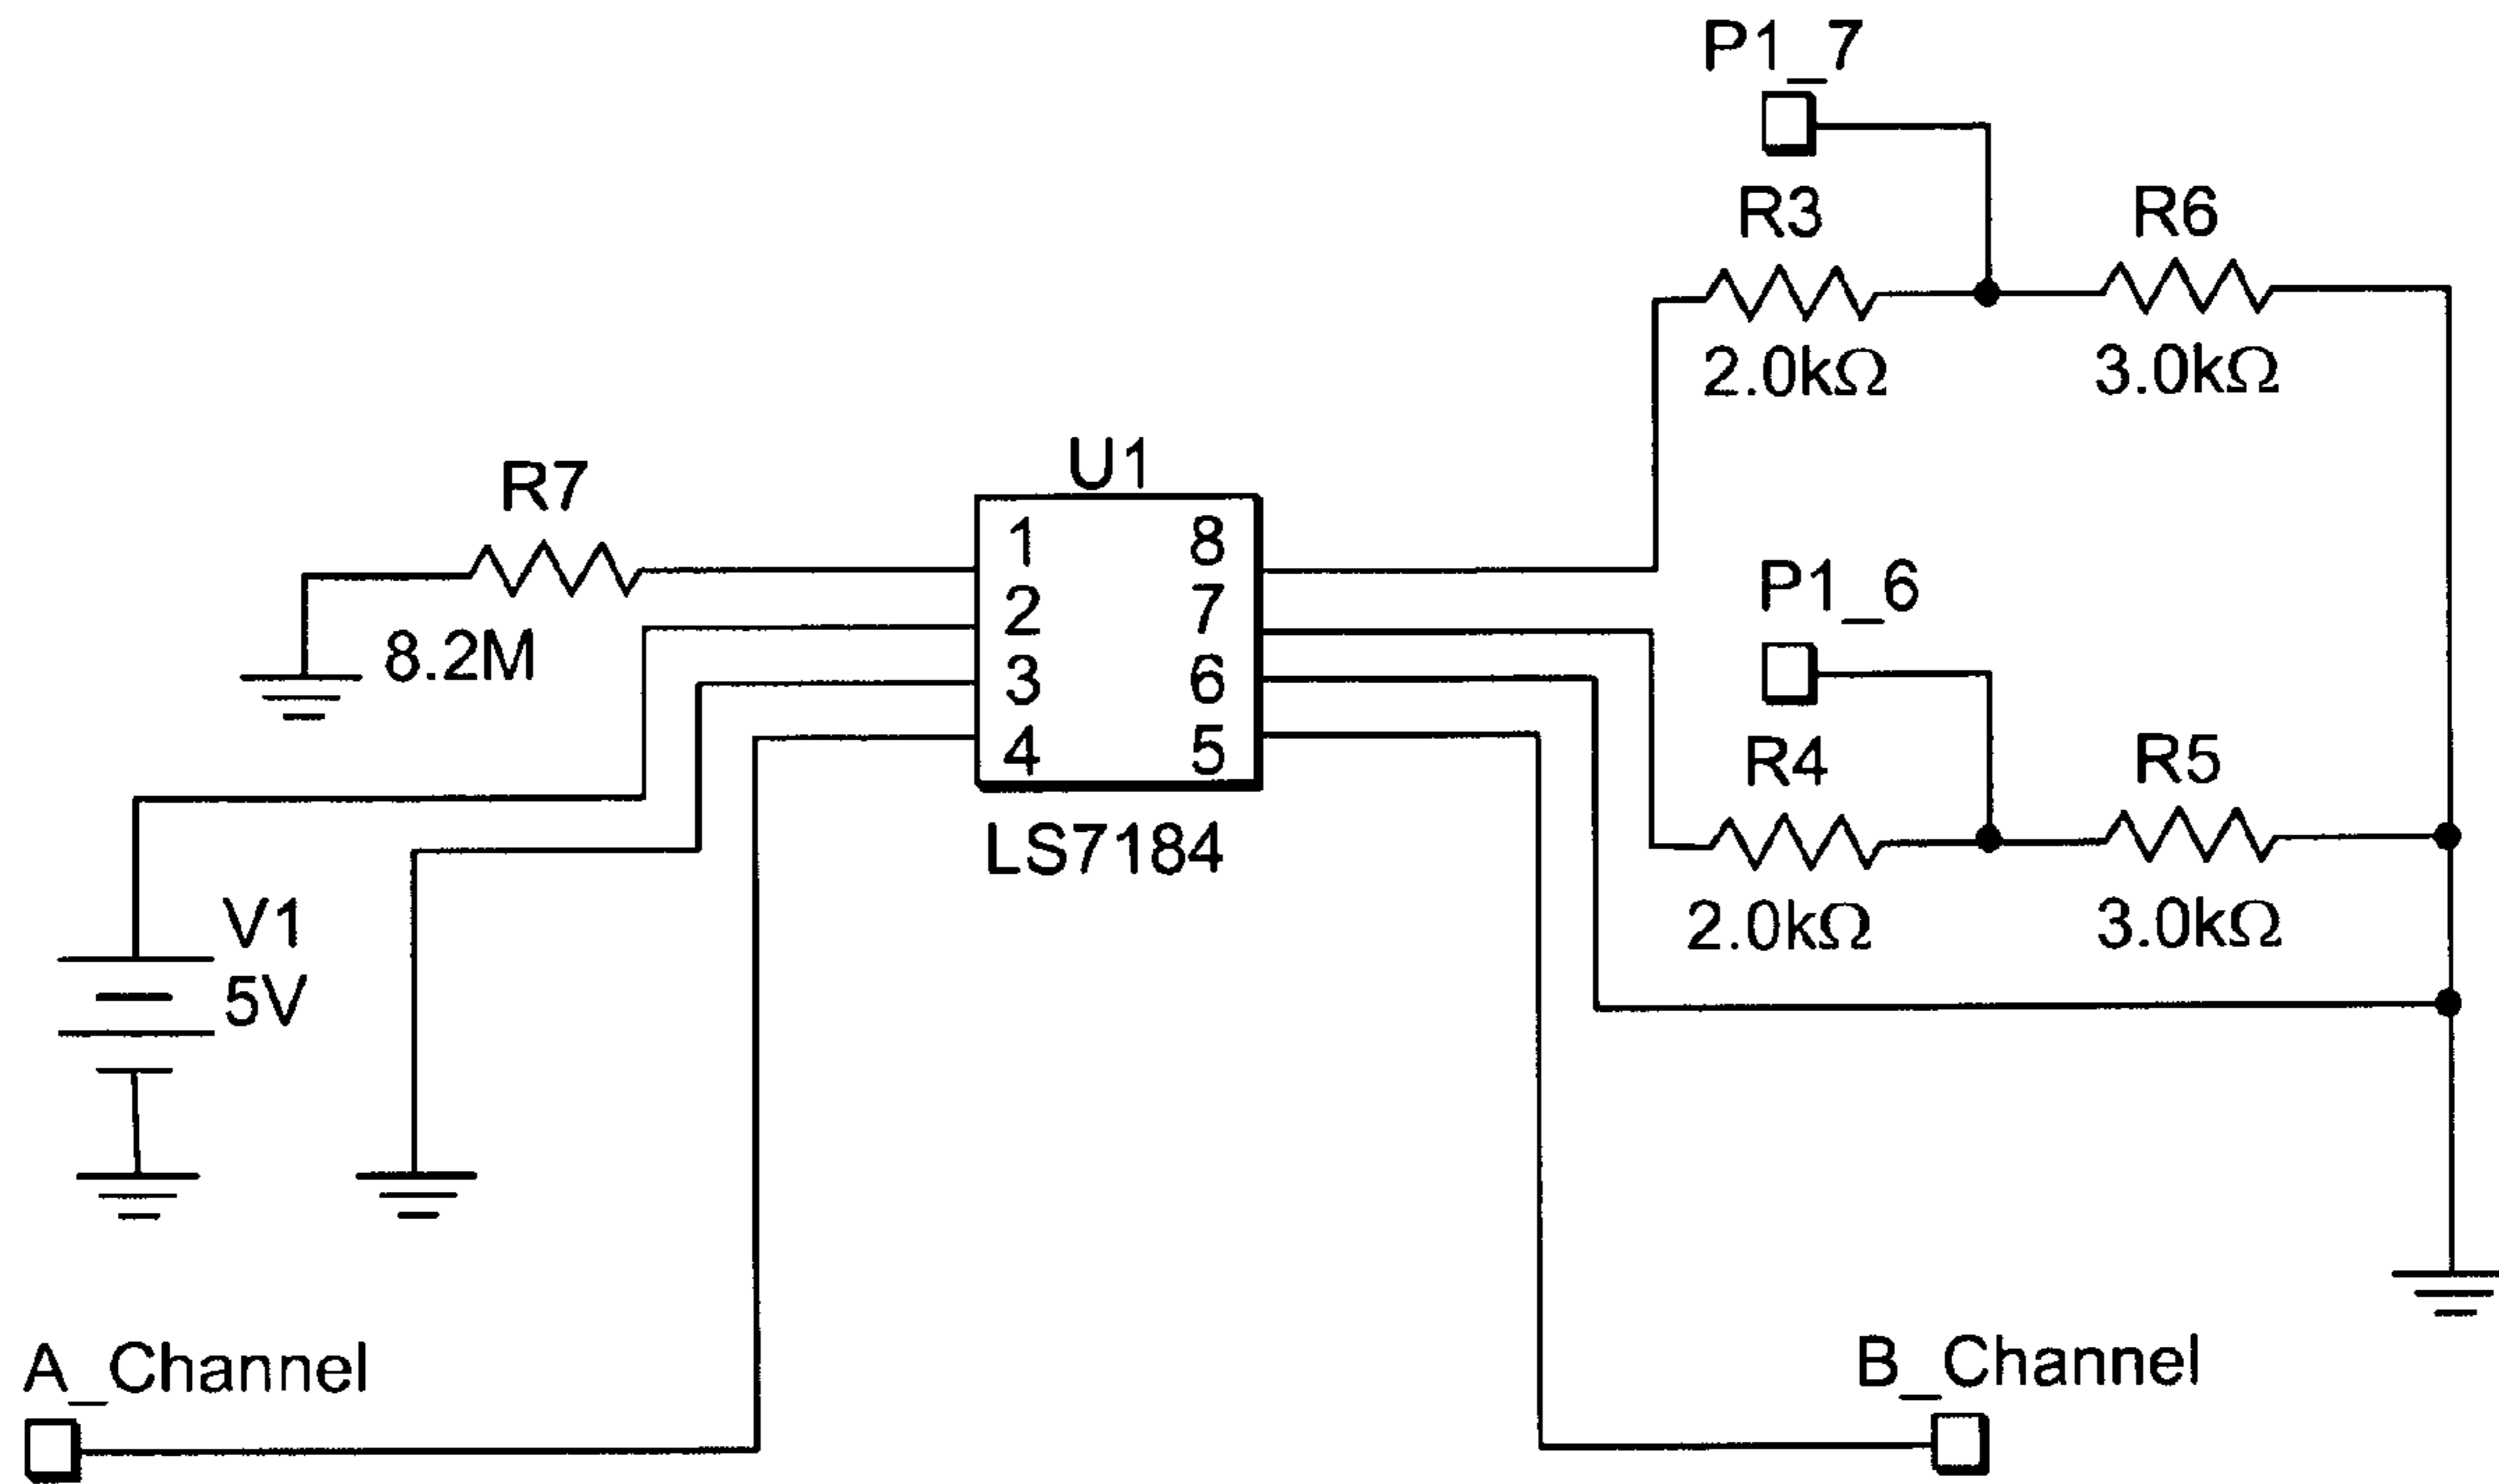 P1_7
R3
R6
2.0kΩ
3.0kΩ
U1
R7
1 8
2 7
3 6
4 5
8.2M
P1_6
R4
R5
LS7184
2.0kΩ
3.0kΩ
V1
5V
A_Channel
B_Channel